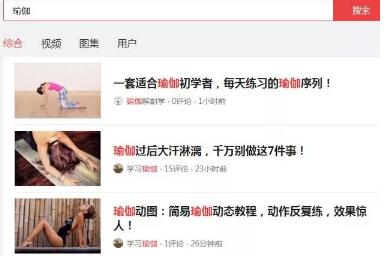 瑜伽
搜索
综合 视频 图集 用户
一套适合瑜伽初学者，每天练习的瑜伽序列！
瑜伽解剖学 · 0评论 · 1小时前
瑜伽过后大汗淋漓，千万别做这7件事！
学习瑜伽 · 15评论 · 23小时前
瑜伽动图：简易瑜伽动态教程，动作反复练，效果惊
人！
学习瑜伽 · 1评论 · 26分钟前